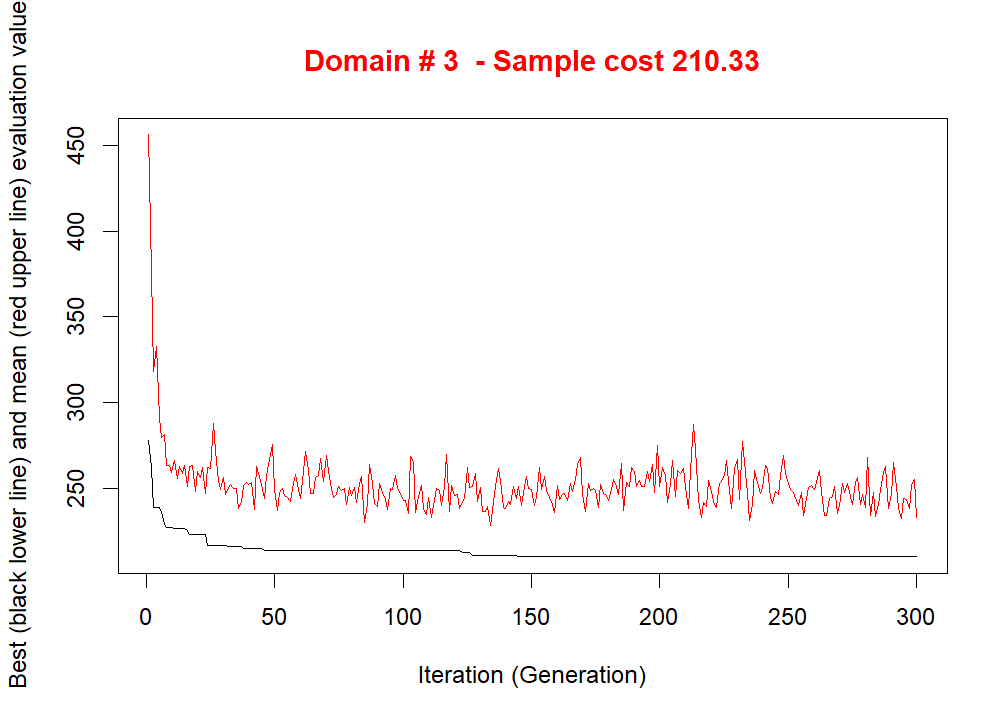 Domain # 3  - Sample cost 210.33
Best (black lower line) and mean (red upper line) evaluation value
450
400
350
300
250
0 50 100 150 200 250 300
Iteration (Generation)